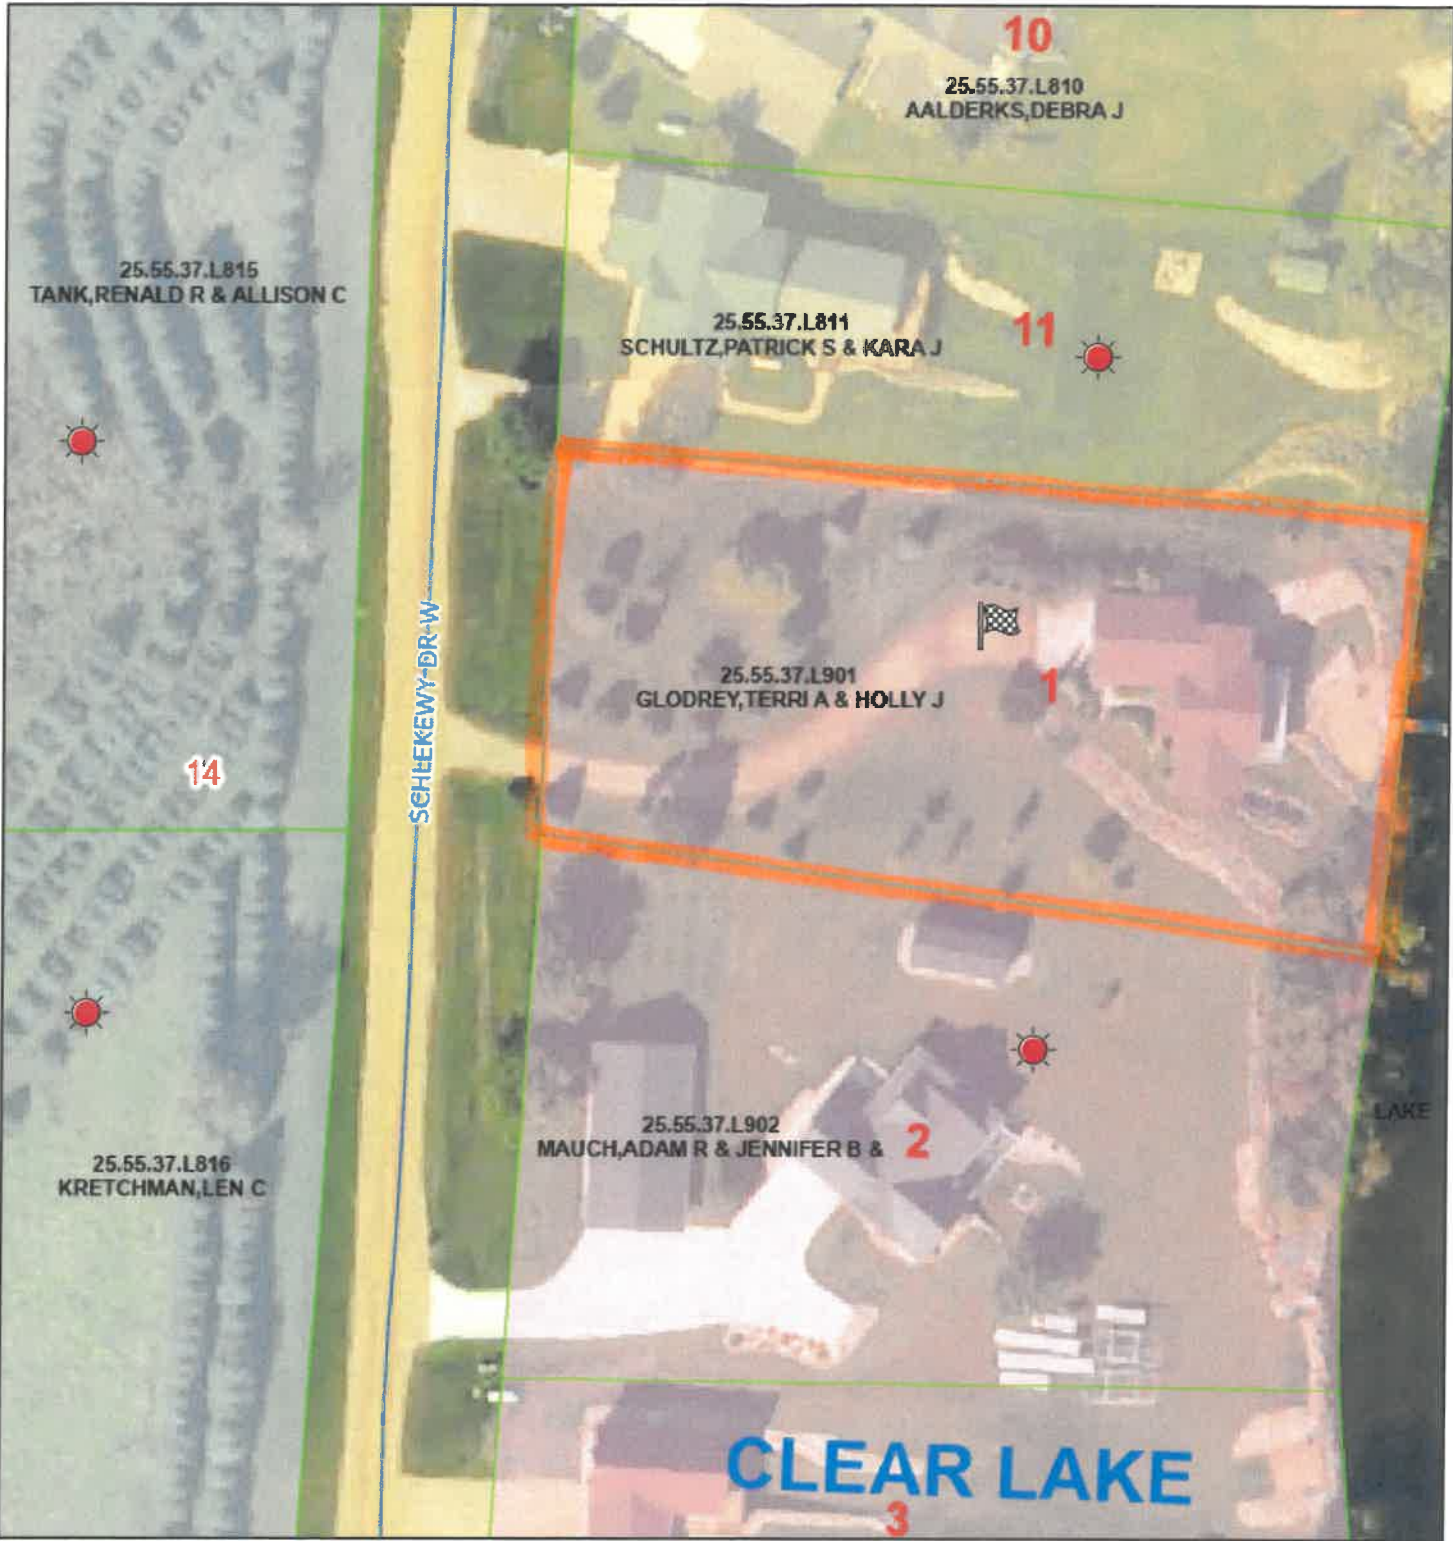 10
25.55.37.L810
AALDERKS,DEBRA J
25.55.37.L815
TANK,RENALD R & ALLISON C
25.55.37.L811
SCHULTZ,PATRICK S & KARA J
11
25.55.37.L901
GLODREY,TERRI A & HOLLY J
1
SCHLEKEWY-DR-W
14
25.55.37.L902
MAUCH,ADAM R & JENNIFER B &
2
LAKE
25.55.37.L816
KRETCHMAN,LEN C
CLEAR LAKE
3